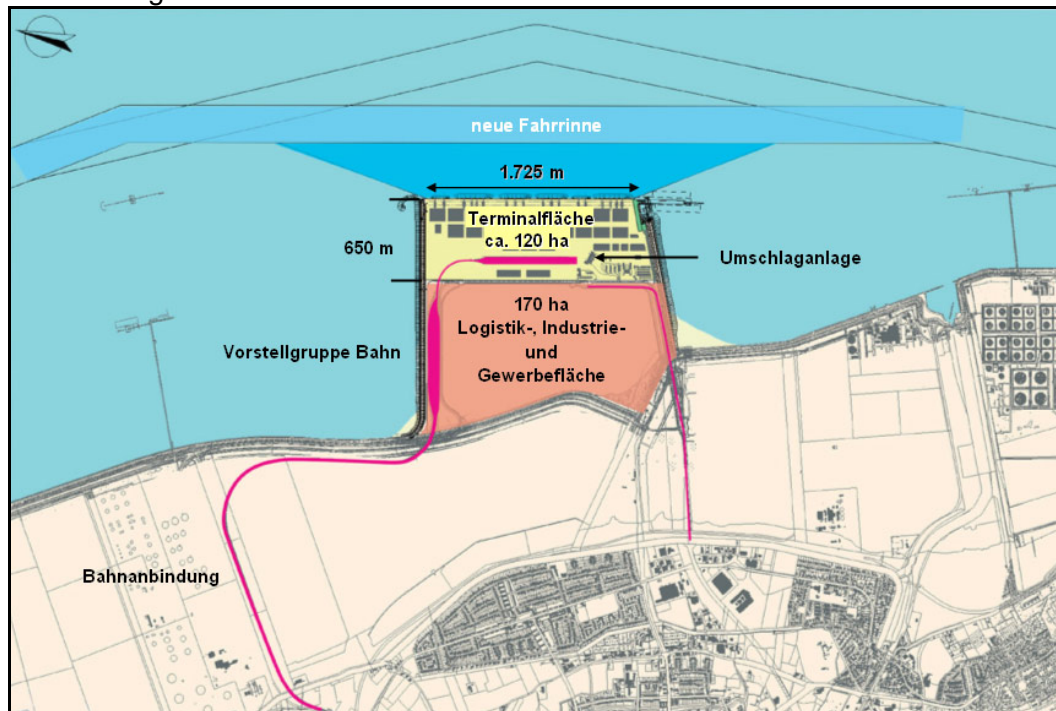 neue Fahrrinne
1.725 m
Terminalfläche
ca. 120 ha
650 m
Umschlaganlage
170 ha
Logistik-, Industrie-
und
Gewerbefläche
Vorstellgruppe Bahn
Bahnanbindung